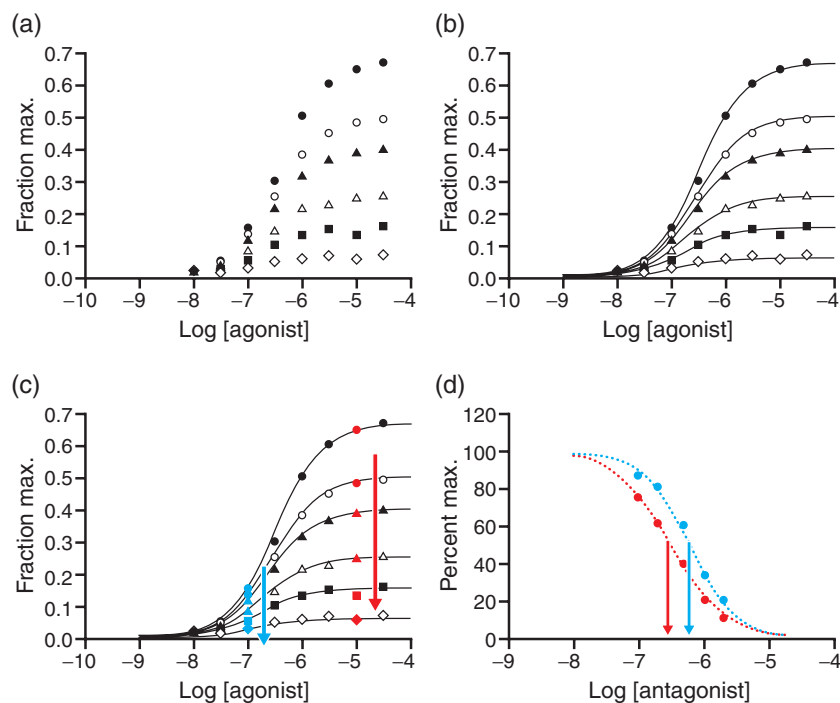 (a)
Fraction max.
0.7
0.6
0.5
0.4
0.3
0.2
0.1
0.0
–10 –9 –8 –7 –6 –5 –4
Log [agonist]
(b)
Fraction max.
0.7
0.6
0.5
0.4
0.3
0.2
0.1
0.0
–10 –9 –8 –7 –6 –5 –4
Log [agonist]
(c)
Fraction max.
0.7
0.6
0.5
0.4
0.3
0.2
0.1
0.0
–10 –9 –8 –7 –6 –5 –4
Log [agonist]
(d)
Percent max.
120
100
80
60
40
20
0
–9 –8 –7 –6 –5 –4
Log [antagonist]